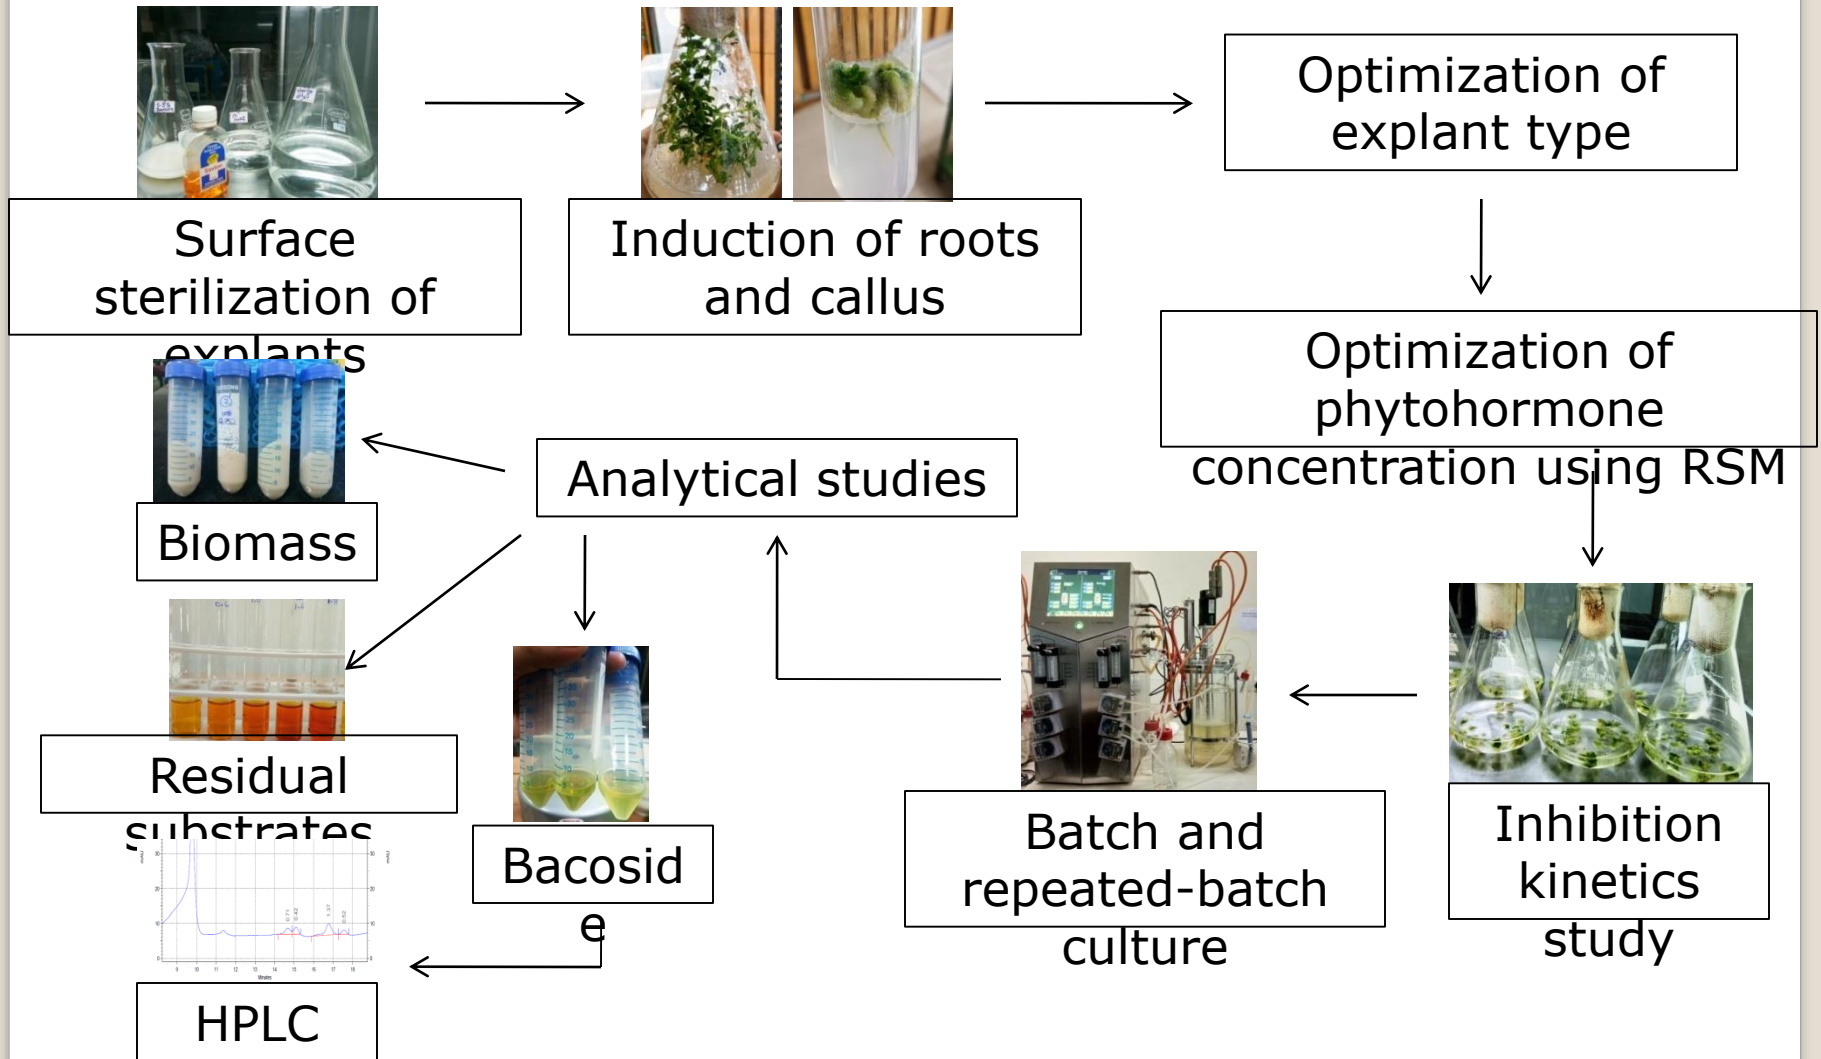 Surface
sterilization of
explants
Induction of roots
and callus
Optimization of
explant type
Optimization of
phytohormone
concentration using RSM
Inhibition
kinetics
study
Batch and
repeated-batch
culture
Analytical studies
Biomass
Residual
substrates
Bacosid
e
HPLC
Minutes